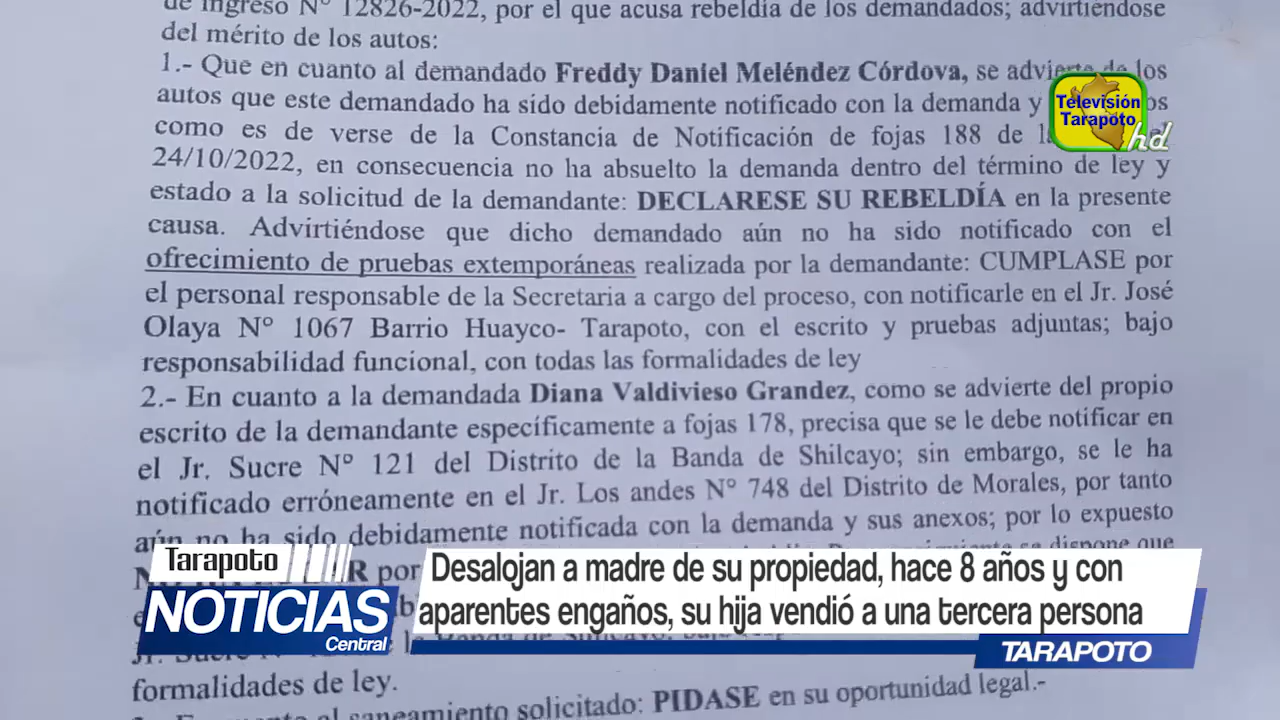 de ingreso N° 12826-2022, por el que acusa rebeldía de los demandados; advirtiéndose
del mérito de los autos:
1.- Que en cuanto al demandado Freddy Daniel Meléndez Córdova, se advierte de los
autos que este demandado ha sido debidamente notificado con la demanda y
como es de verse de la Constancia de Notificación de fojas 188 de
24/10/2022, en consecuencia no ha absuelto la demanda dentro del término de ley y
estado a la solicitud de la demandante: DECLARESE SU REBELDÍA en la presente
causa. Advirtiéndose que dicho demandado aún no ha sido notificado con el
ofrecimiento de pruebas extemporáneas realizada por la demandante: CUMPLASE por
el personal responsable de la Secretaria a cargo del proceso, con notificarle en el Jr. José
Olaya N° 1067 Barrio Huayco- Tarapoto, con el escrito y pruebas adjuntas; bajo
responsabilidad funcional, con todas las formalidades de ley
2.- En cuanto a la demandada Diana Valdivieso Grandez, como se advierte del propio
escrito de la demandante específicamente a fojas 178, precisa que se le debe notificar en
el Jr. Sucre N° 121 del Distrito de la Banda de Shilcayo; sin embargo, se le ha
notificado erróneamente en el Jr. Los andes N° 748 del Distrito de Morales, por tanto
aún no ha sido debidamente notificada con la demanda y sus anexos; por lo expuesto
se dispone que
por
formalidades de ley.
solicitado: PIDASE en su oportunidad legal.-
Televisión
Tarapoto
hd
Tarapoto
NOTICIAS
Central
Desalojan a madre de su propiedad, hace 8 años y con
aparentes engaños, su hija vendió a una tercera persona
TARAPOTO